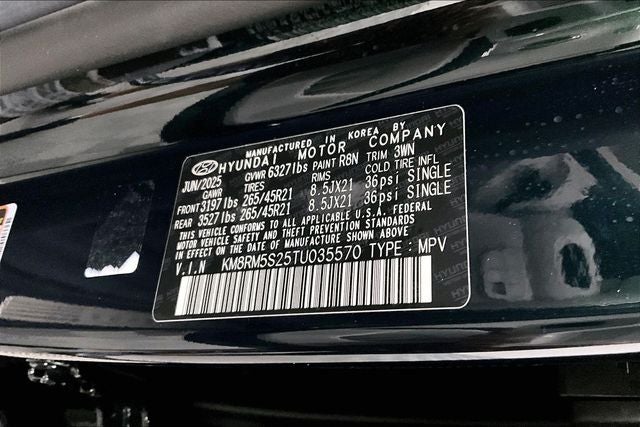 MANUFACTURED IN KOREA BY
HYUNDAI MOTOR COMPANY
JUN/2025 GVWR 6327lbs PAINT R8N TRIM 3WN
GAWR TIRES RIMS COLD TIRE INFL
FRONT 3197lbs 265/45R21 8.5JX21 36psi SINGLE
REAR 3527lbs 265/45R21 8.5JX21 36psi SINGLE
THIS VEHICLE CONFORMS TO ALL APPLICABLE U.S.A. FEDERAL
MOTOR VEHICLE SAFETY AND THEFT PREVENTION STANDARDS
IN EFFECT ON THE DATE OF MANUFACTURE SHOWN ABOVE
V.I.N KM8RM5S25TU035570 TYPE : MPV